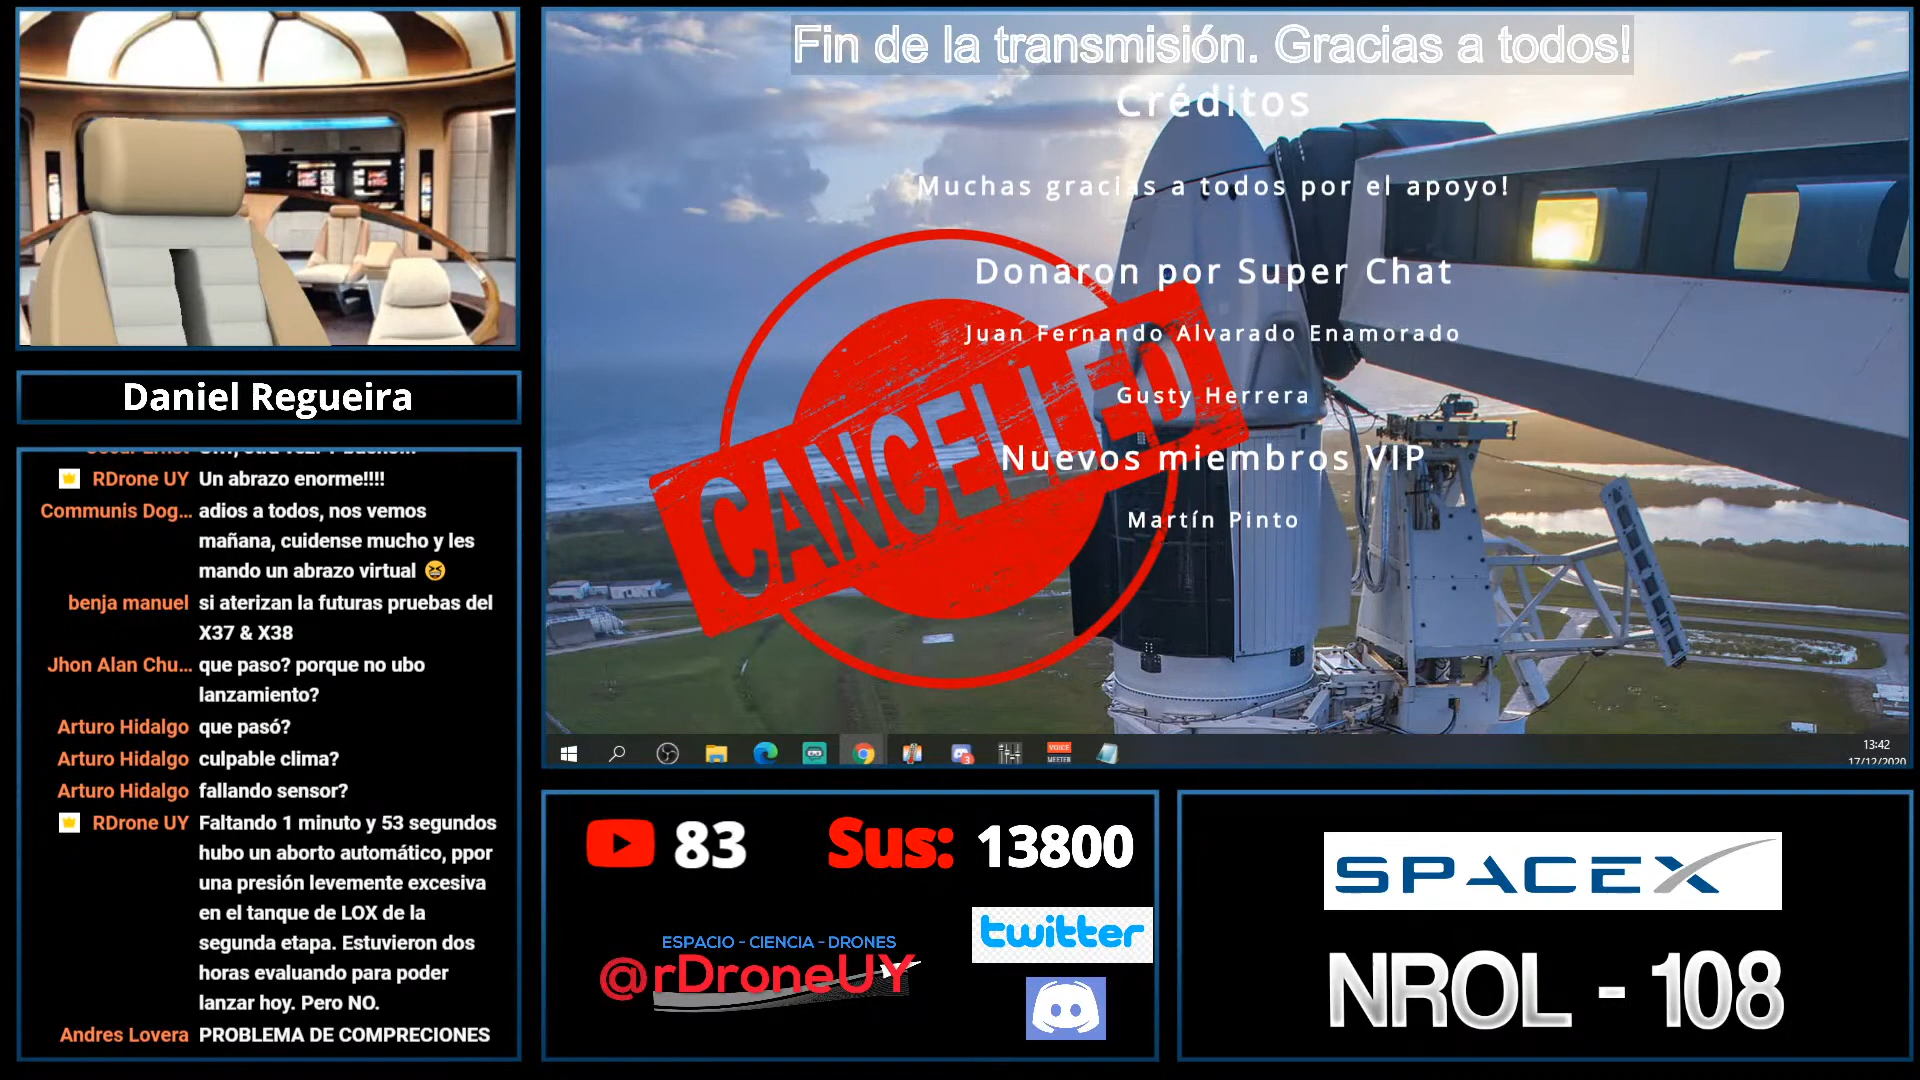 Fin de la transmisión. Gracias a todos!
Créditos
Muchas gracias a todos por el apoyo!
Donaron por Super Chat
Juan Fernando Alvarado Enamorado
Gusty Herrera
Nuevos miembros VIP
Martín Pinto
CANCELLED
VOICE
MEETER
3
13:42
17/12/2020
Daniel Regueira
RDrone UY Un abrazo enorme!!!!
Communis Dog... adios a todos, nos vemos
mañana, cuidense mucho y les
mando un abrazo virtual 😆
benja manuel si aterizan la futuras pruebas del
X37 & X38
Jhon Alan Chu... que paso? porque no ubo
lanzamiento?
Arturo Hidalgo que pasó?
Arturo Hidalgo culpable clima?
Arturo Hidalgo fallando sensor?
RDrone UY Faltando 1 minuto y 53 segundos
hubo un aborto automático, ppor
una presión levemente excesiva
en el tanque de LOX de la
segunda etapa. Estuvieron dos
horas evaluando para poder
lanzar hoy. Pero NO.
Andres Lovera PROBLEMA DE COMPRECIONES
83 Sus: 13800
ESPACIO - CIENCIA - DRONES
@rDroneUY
twitter
SPACEX
NROL - 108